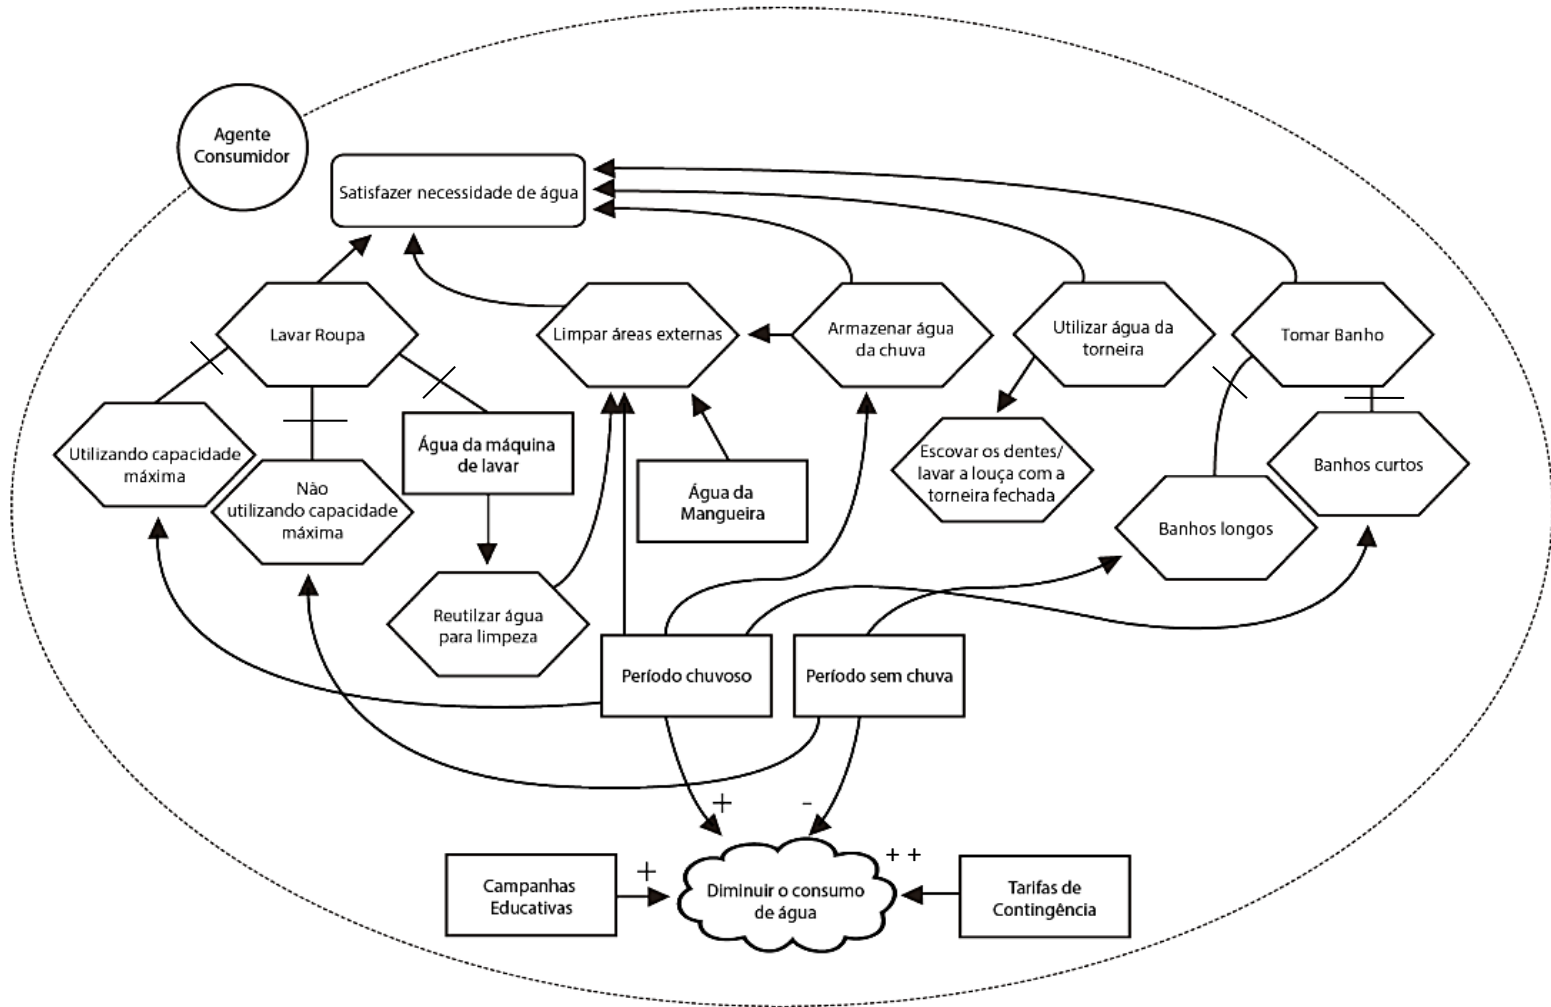 Agente
Consumidor
Satisfazer necessidade de água
Lavar Roupa
Limpar áreas externas
Armazenar água
da chuva
Utilizar água da
torneira
Tomar Banho
Utilizando capacidade
máxima
Não
utilizando capacidade
máxima
Água da máquina
de lavar
Água da
Mangueira
Escovar os dentes/
lavar a louça com a
torneira fechada
Banhos longos
Banhos curtos
Reutilzar água
para limpeza
Período chuvoso
Período sem chuva
+
-
Campanhas
Educativas
+
Diminuir o consumo
de água
+ +
Tarifas de
Contingência